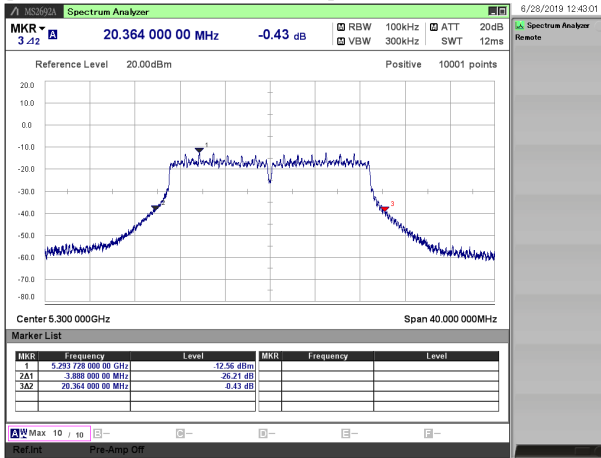 MS2692A Spectrum Analyzer
6/28/2019 12:43:01
Spectrum Analyzer
Remote
MKR A 20.364 000 00 MHz -0.43 dB M RBW 100kHz M ATT 20dB
3⊿2 M VBW 300kHz SWT 12ms
Reference Level 20.00dBm Positive 10001 points
20.0
10.0
0.0
-10.0
1
-20.0
-30.0
2
3
-40.0
-50.0
-60.0
-70.0
-80.0
Center 5.300 000GHz Span 40.000 000MHz
Marker List
MKR Frequency Level MKR Frequency Level
1 5.293 728 000 00 GHz -12.56 dBm
2Δ1 -3.888 000 00 MHz -26.21 dB
3Δ2 20.364 000 00 MHz -0.43 dB
A W Max 10 / 10 B- C- D- E- F-
Ref.Int Pre-Amp Off